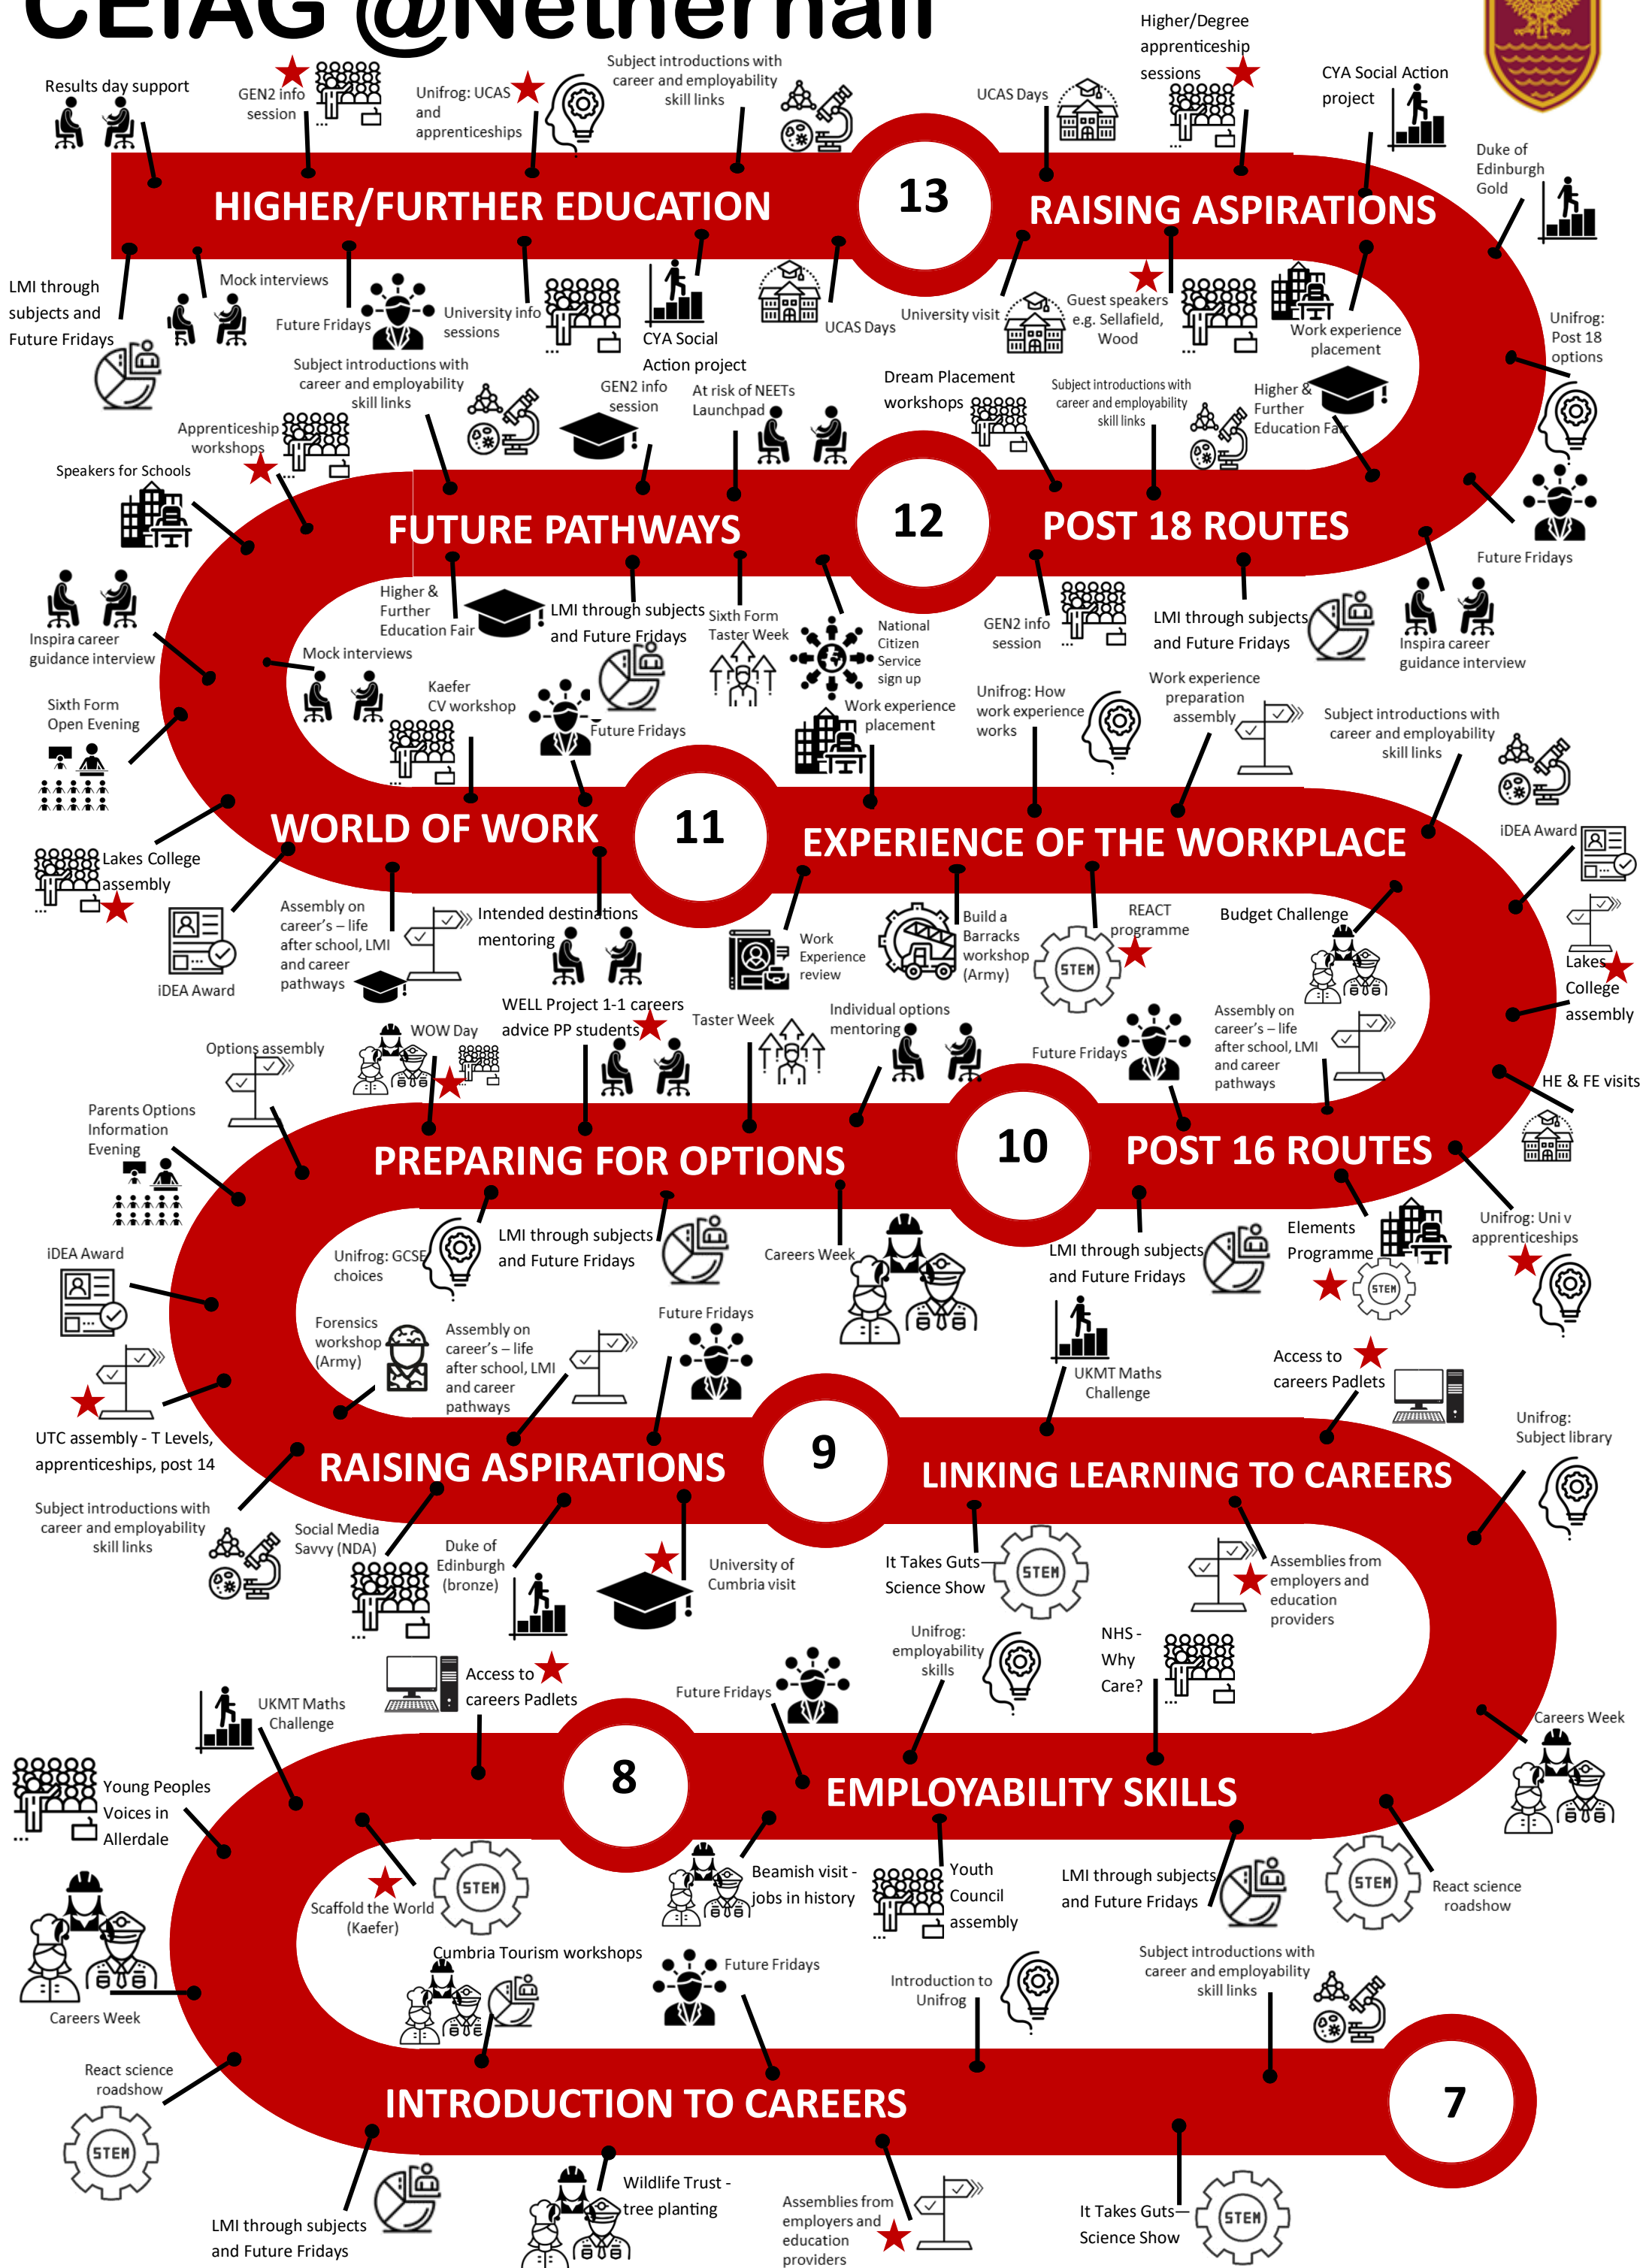 CEIAG @Netherhall
Results day support
GEN2 info
session
Unifrog: UCAS
and
apprenticeships
Subject introductions with
career and employability
skill links
UCAS Days
Higher/Degree
apprenticeship
sessions
CYA Social Action
project
Duke of
Edinburgh
Gold
HIGHER/FURTHER EDUCATION
13
RAISING ASPIRATIONS
LMI through
subjects and
Future Fridays
Mock interviews
Future Fridays
University info
sessions
CYA Social
Action project
UCAS Days
University visit
Guest speakers
e.g. Sellafield,
Wood
Work experience
placement
Unifrog:
Post 18
options
Apprenticeship
workshops
Speakers for Schools
Subject introductions with
career and employability
skill links
GEN2 info
session
At risk of NEETs
Launchpad
Dream Placement
workshops
Subject introductions with
career and employability
skill links
Higher &
Further
Education Fair
Future Fridays
FUTURE PATHWAYS
12
POST 18 ROUTES
Inspira career
guidance interview
Higher &
Further
Education Fair
LMI through subjects
and Future Fridays
Sixth Form
Taster Week
National
Citizen
Service
sign up
GEN2 info
session
LMI through subjects
and Future Fridays
Inspira career
guidance interview
Sixth Form
Open Evening
Mock interviews
Kaefer
CV workshop
Future Fridays
Work experience
placement
Unifrog: How
work experience
works
Work experience
preparation
assembly
Subject introductions with
career and employability
skill links
WORLD OF WORK
11
EXPERIENCE OF THE WORKPLACE
iDEA Award
Lakes College
assembly
iDEA Award
Assembly on
career's – life
after school, LMI
and career
pathways
Intended destinations
mentoring
Work
Experience
review
Build a
Barracks
workshop
(Army)
STEM
REACT
programme
Budget Challenge
Lakes
College
assembly
Options assembly
WOW Day
WELL Project 1-1 careers
advice PP students
Taster Week
Individual options
mentoring
Future Fridays
Assembly on
career's – life
after school, LMI
and career
pathways
HE & FE visits
Parents Options
Information
Evening
PREPARING FOR OPTIONS
10
POST 16 ROUTES
iDEA Award
Unifrog: GCSE
choices
LMI through subjects
and Future Fridays
Careers Week
LMI through subjects
and Future Fridays
Elements
Programme
STEM
Unifrog: Uni v
apprenticeships
UTC assembly - T Levels,
apprenticeships, post 14
Forensics
workshop
(Army)
Assembly on
career's – life
after school, LMI
and career
pathways
Future Fridays
UKMT Maths
Challenge
Access to
careers Padlets
Unifrog:
Subject library
RAISING ASPIRATIONS
9
LINKING LEARNING TO CAREERS
Subject introductions with
career and employability
skill links
Social Media
Savvy (NDA)
Duke of
Edinburgh
(bronze)
University of
Cumbria visit
It Takes Guts—
Science Show
STEM
Assemblies from
employers and
education
providers
UKMT Maths
Challenge
Access to
careers Padlets
Future Fridays
Unifrog:
employability
skills
NHS -
Why
Care?
Careers Week
Young Peoples
Voices in
Allerdale
8
EMPLOYABILITY SKILLS
Careers Week
Scaffold the World
(Kaefer)
STEM
Beamish visit -
jobs in history
Youth
Council
assembly
LMI through subjects
and Future Fridays
STEM
React science
roadshow
Cumbria Tourism workshops
Future Fridays
Introduction to
Unifrog
Subject introductions with
career and employability
skill links
React science
roadshow
STEM
INTRODUCTION TO CAREERS
7
LMI through subjects
and Future Fridays
Wildlife Trust -
tree planting
Assemblies from
employers and
education
providers
It Takes Guts—
Science Show
STEM